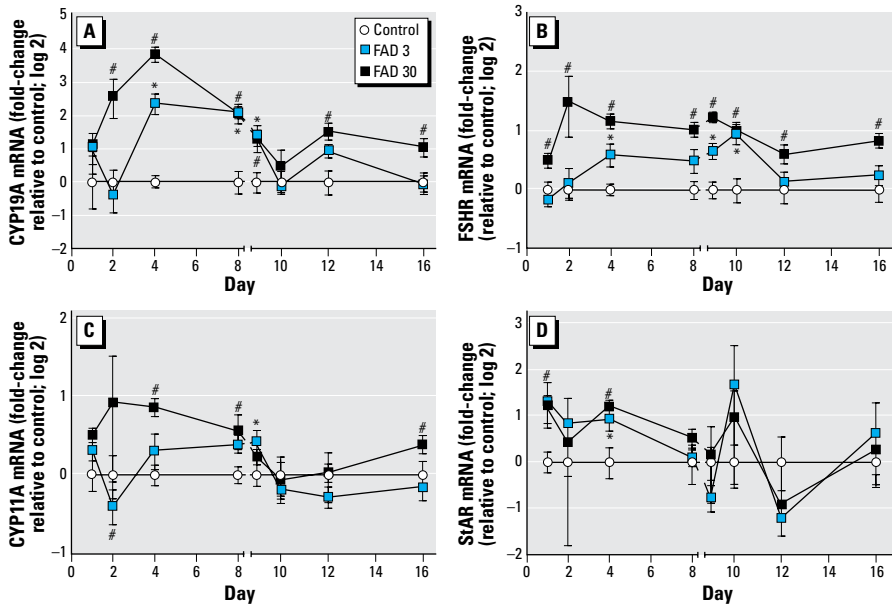 A
Control
FAD 3
FAD 30
CYP19A mRNA (fold-change
relative to control; log 2)
5
4
3
2
1
0
–1
–2
#
#
*
#
*
*
#
#
#
0 2 4 6 8 10 12 14 16
Day
B
FSHR mRNA (fold-change
(relative to control; log 2)
3
2
1
0
–1
#
#
#
*
#
#
*
#
*
#
#
0 2 4 6 8 10 12 14 16
Day
C
CYP11A mRNA (fold-change
relative to control; log 2)
2
1
0
–1
#
#
#
*
#
0 2 4 6 8 10 12 14 16
Day
D
StAR mRNA (fold-change
(relative to control; log 2)
3
2
1
0
–1
–2
#
#
*
0 2 4 6 8 10 12 14 16
Day